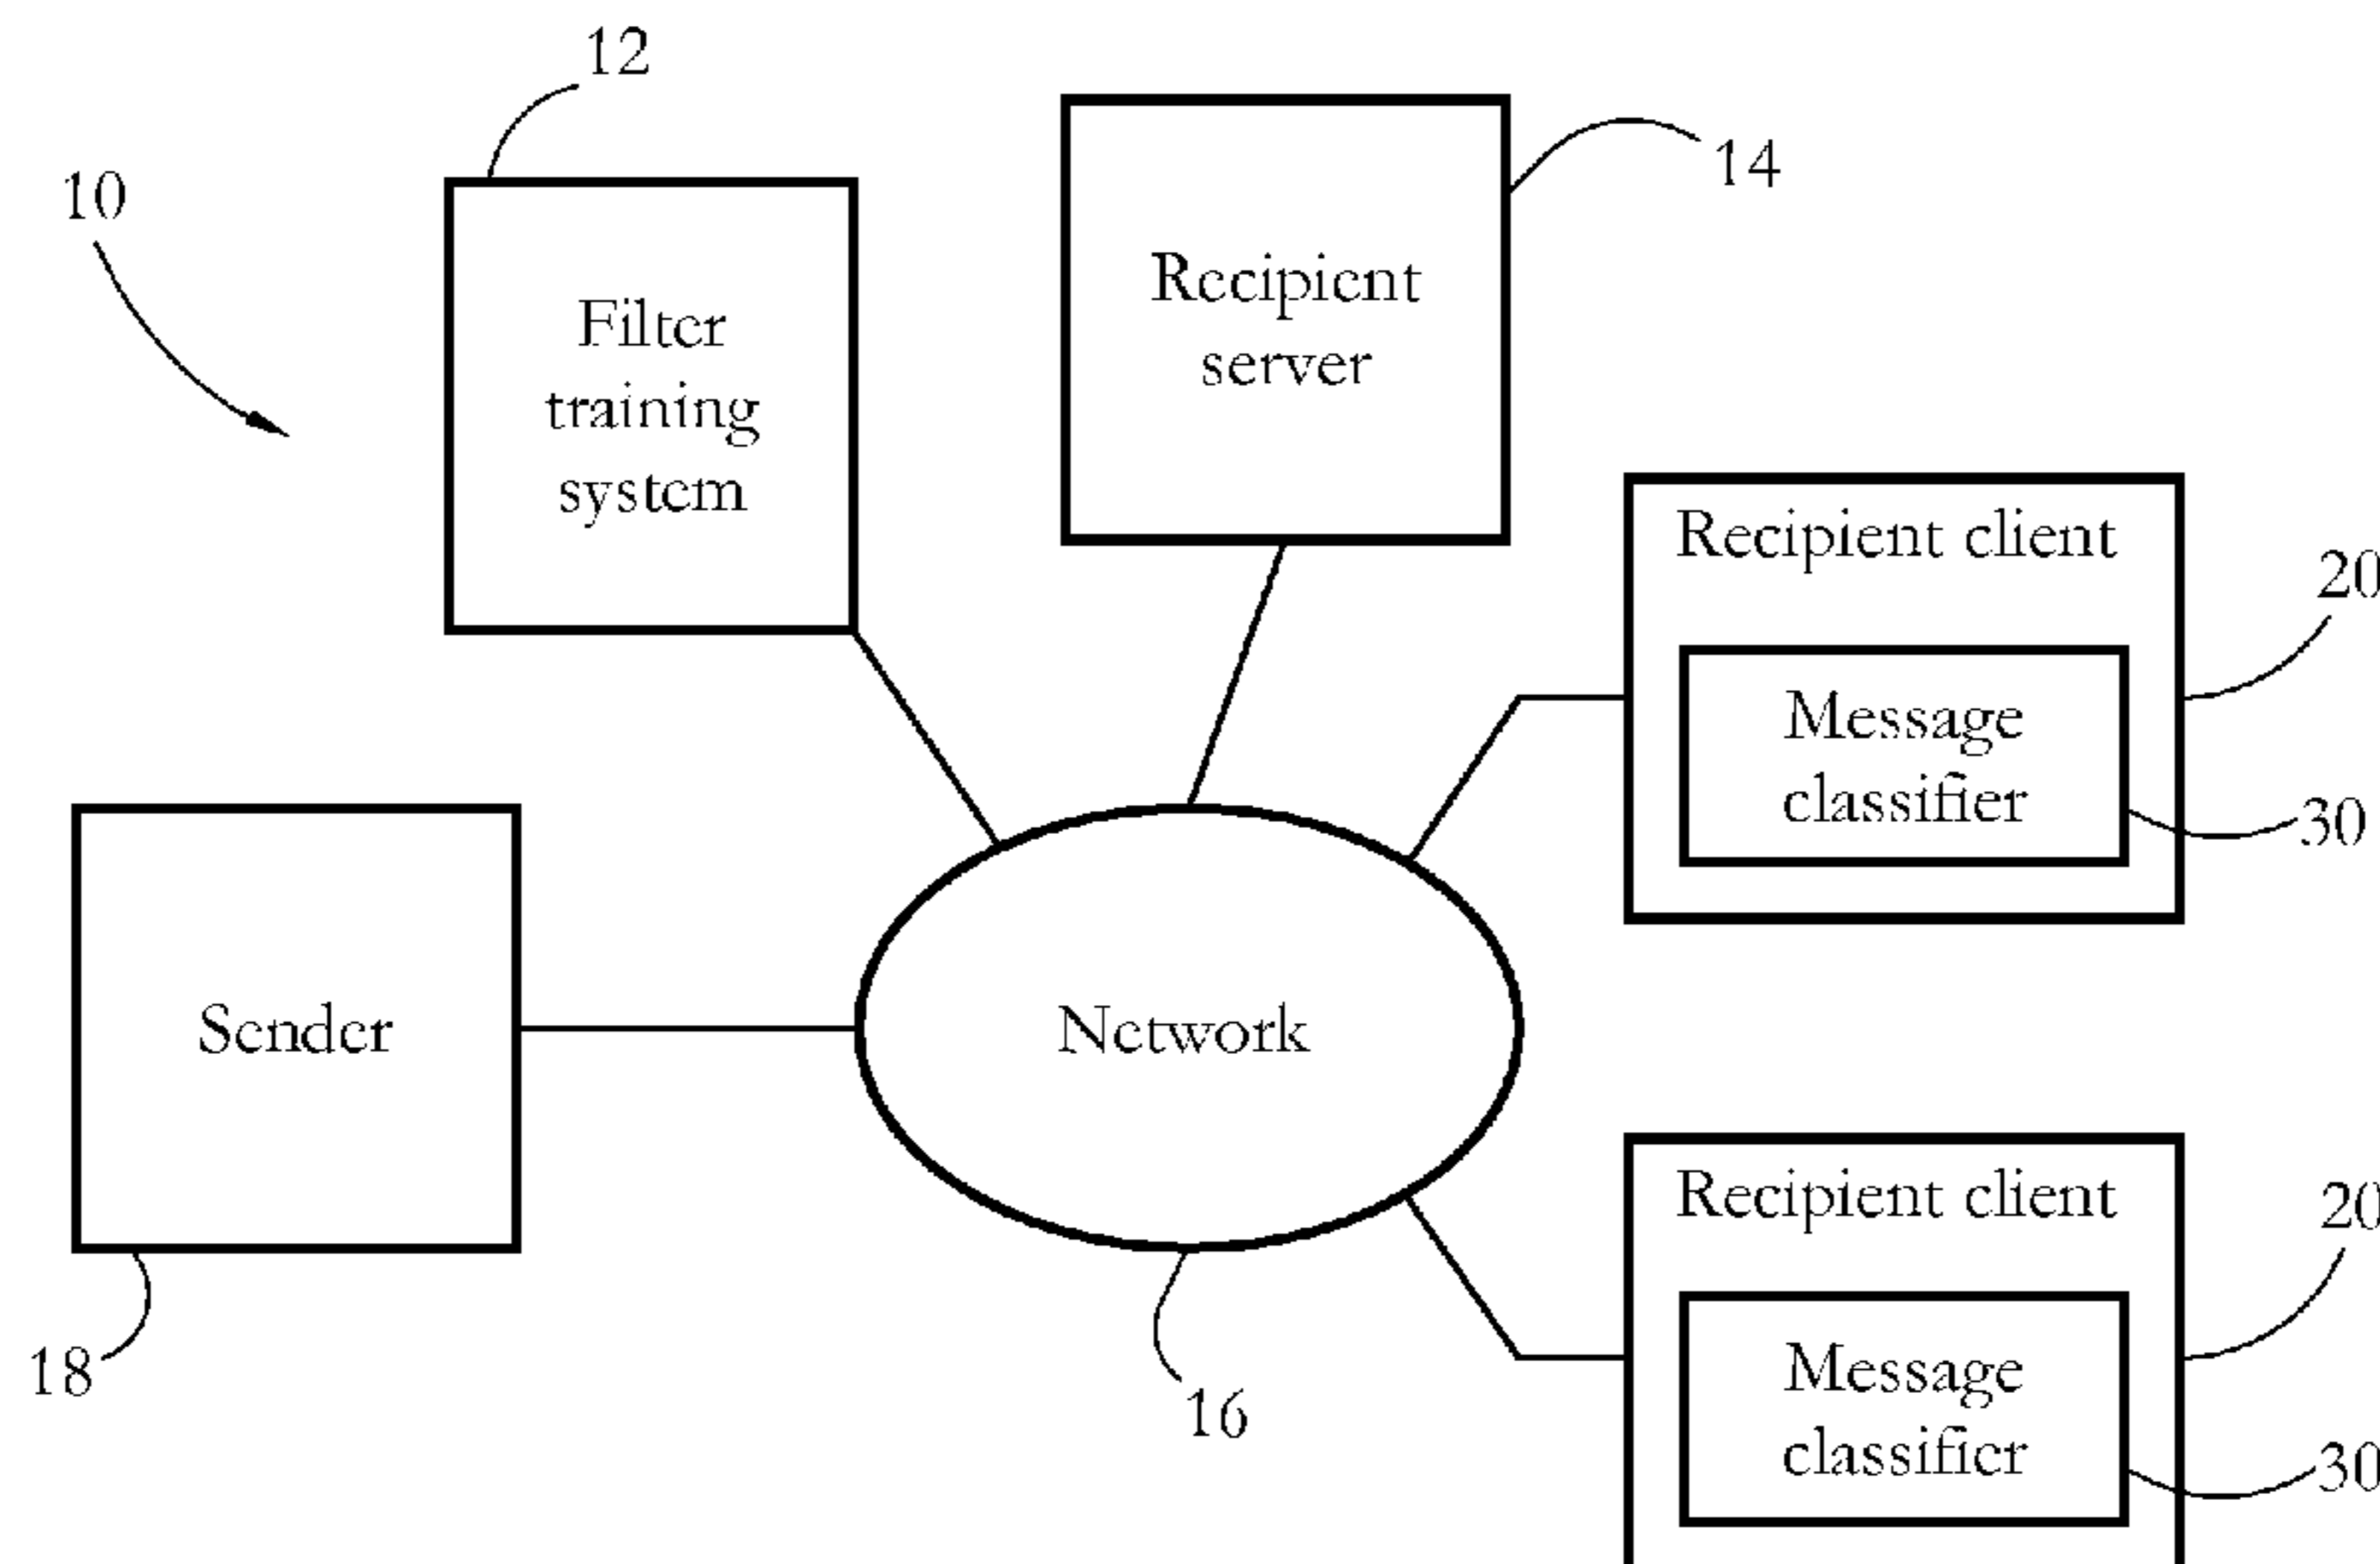 12
10
14
Filter
training
system
Recipient
server
Recipient client
20
Message
classifier
30
Sender
Network
18
16
Recipient client
20
Message
classifier
30